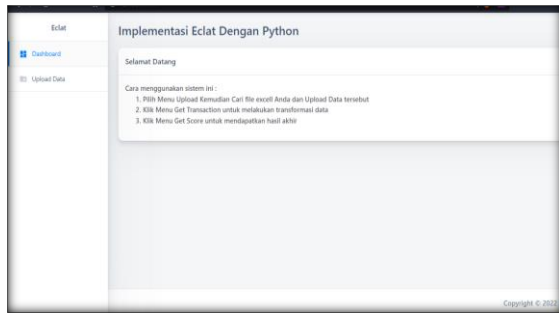 Eclat
Implementasi Eclat Dengan Python
Dashboard
Upload Data
Selamat Datang
Cara menggunakan sistem ini :
1. Pilih Menu Upload Kemudian Cari file excell Anda dan Upload Data tersebut
2. Klik Menu Get Transaction untuk melakukan transformasi data
3. Klik Menu Get Score untuk mendapatkan hasil akhir
Copyright © 2022